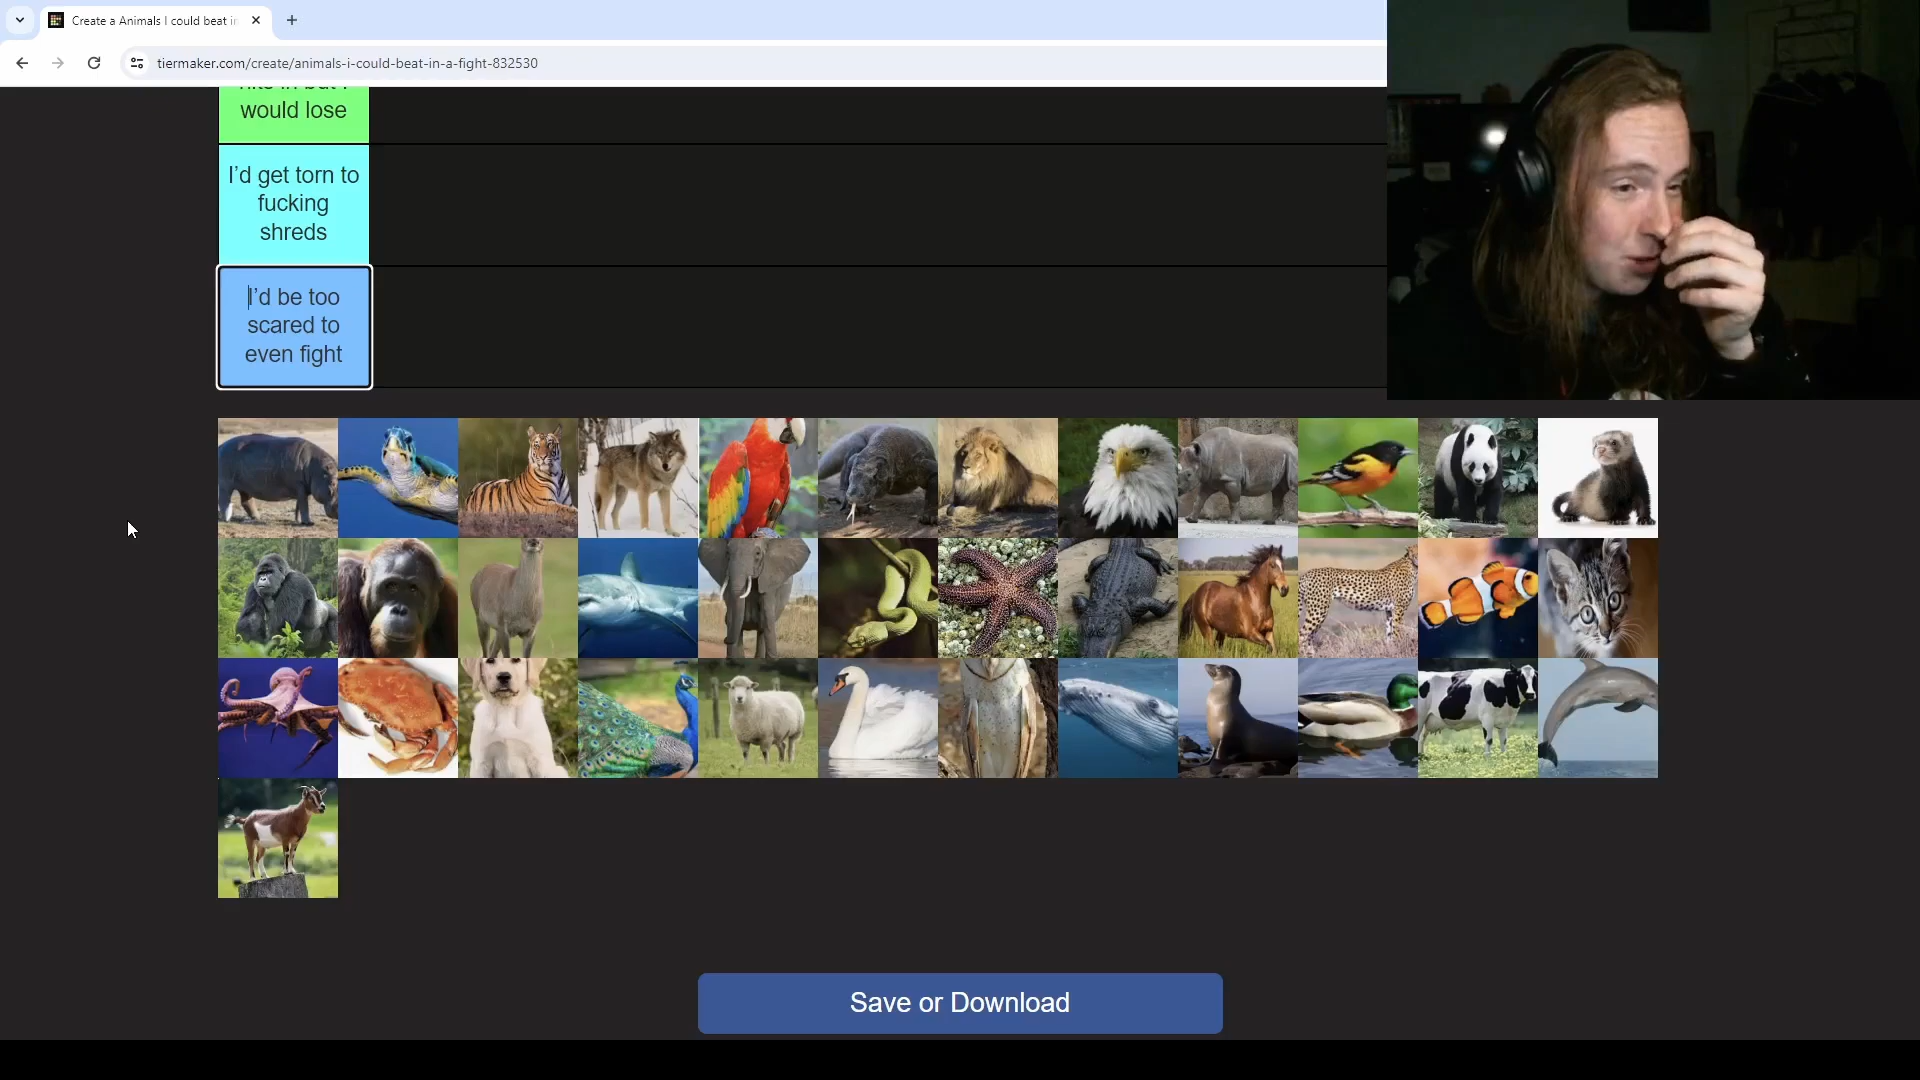 Create a Animals I could beat in
tiermaker.com/create/animals-i-could-beat-in-a-fight-832530
would lose
I'd get torn to
fucking
shreds
I'd be too
scared to
even fight
Save or Download